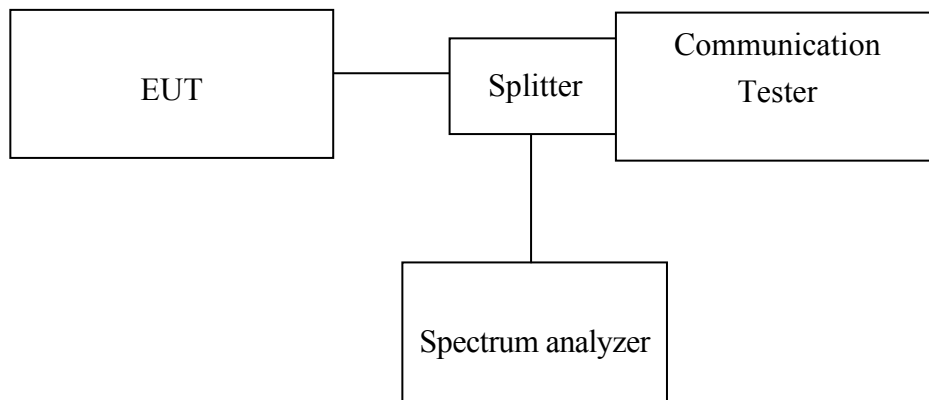 EUT
Splitter
Communication
Tester
Spectrum analyzer